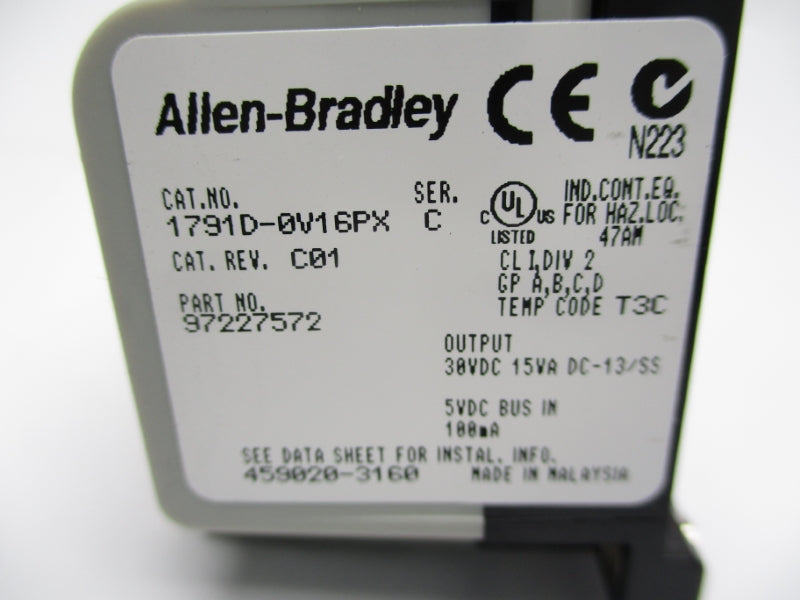 Allen-Bradley CE
N223
CAT.NO. SER.
1791D-0V16PX C
CAT. REV. C01
PART NO.
97227572
C UL US IND.CONT.EQ.
FOR HAZ.LOC.
LISTED 47AM
CL I,DIV 2
GP A,B,C,D
TEMP CODE T3C
OUTPUT
30VDC 15VA DC-13/SS
5VDC BUS IN
100mA
SEE DATA SHEET FOR INSTAL. INFO.
459020-3160 MADE IN MALAYSIA